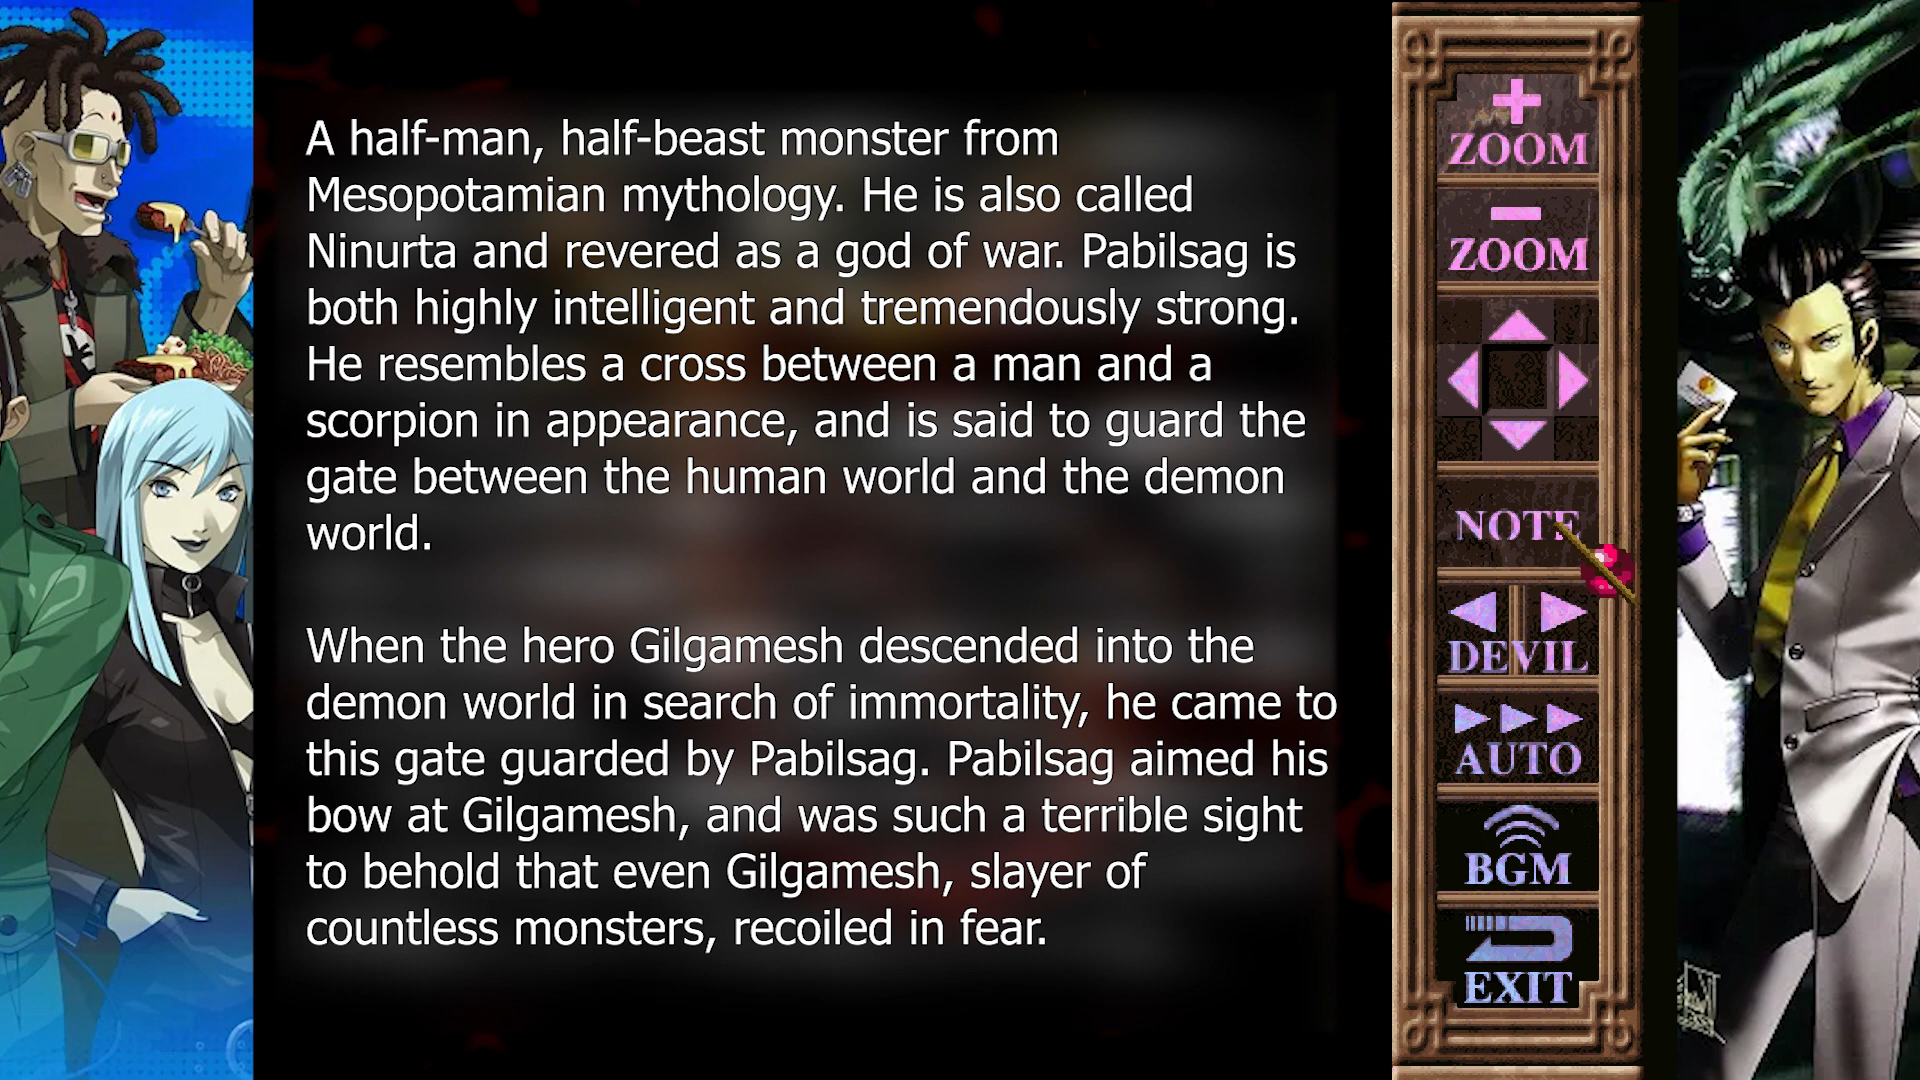 A half-man, half-beast monster from
Mesopotamian mythology. He is also called
Ninurta and revered as a god of war. Pabilsag is
both highly intelligent and tremendously strong.
He resembles a cross between a man and a
scorpion in appearance, and is said to guard the
gate between the human world and the demon
world.
When the hero Gilgamesh descended into the
demon world in search of immortality, he came to
this gate guarded by Pabilsag. Pabilsag aimed his
bow at Gilgamesh, and was such a terrible sight
to behold that even Gilgamesh, slayer of
countless monsters, recoiled in fear.
ZOOM
ZOOM
NOTE
DEVIL
AUTO
BGM
EXIT